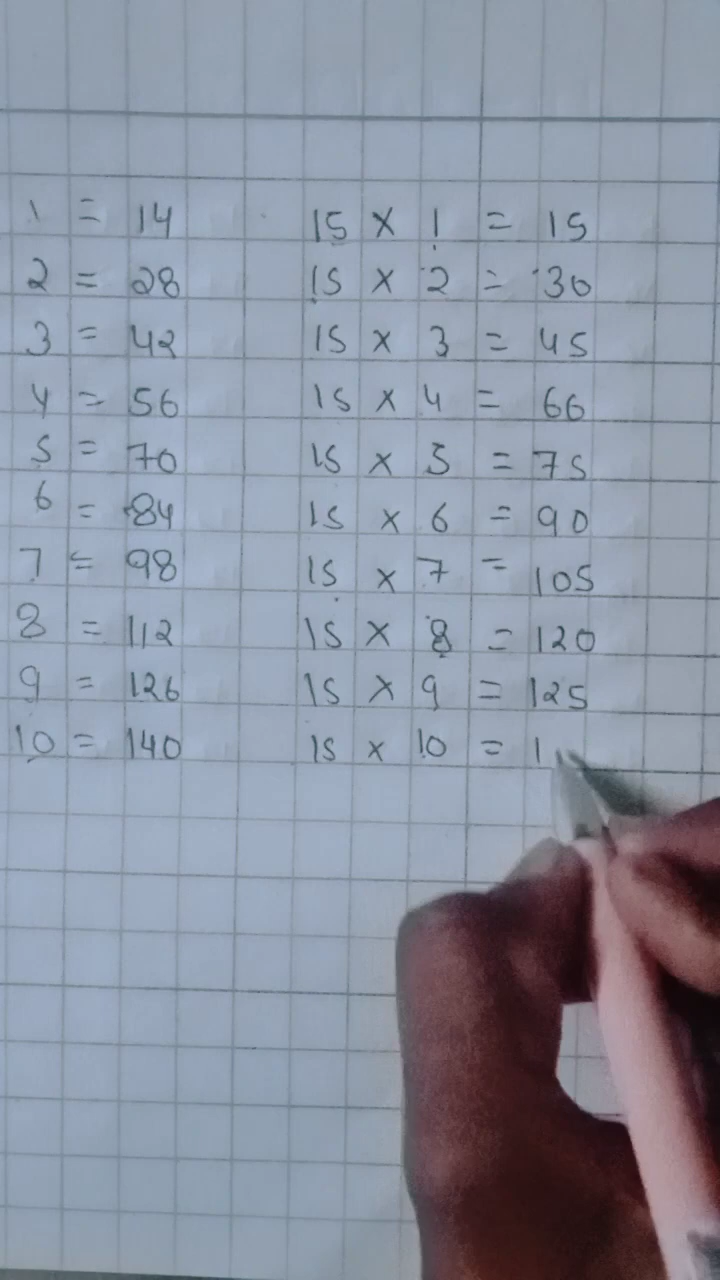 1 = 14 15 x 1 = 15
2 = 28 15 x 2 = 30
3 = 42 15 x 3 = 45
4 = 56 15 x 4 = 66
5 = 70 15 x 5 = 75
6 = 84 15 x 6 = 90
7 = 98 15 x 7 = 105
8 = 112 15 x 8 = 120
9 = 126 15 x 9 = 125
10 = 140 15 x 10 = 1